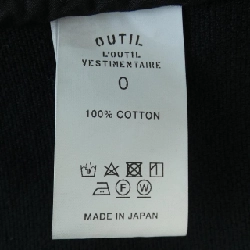 OUTIL
L'OUTIL
VESTIMENTAIRE
0
100% COTTON
F W
MADE IN JAPAN